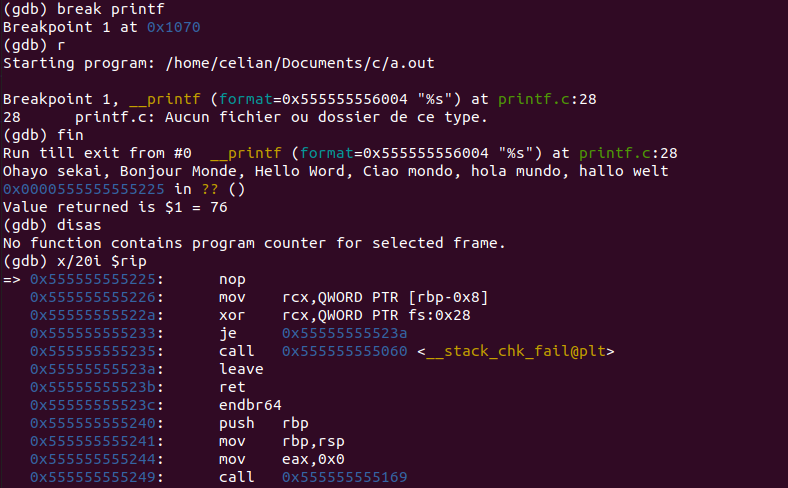 (gdb) break printf
Breakpoint 1 at 0x1070
(gdb) r
Starting program: /home/celian/Documents/c/a.out

Breakpoint 1, __printf (format=0x555555556004 "%s") at printf.c:28
28      printf.c: Aucun fichier ou dossier de ce type.
(gdb) fin
Run till exit from #0  __printf (format=0x555555556004 "%s") at printf.c:28
Ohayo sekai, Bonjour Monde, Hello Word, Ciao mondo, hola mundo, hallo welt
0x0000555555555225 in ?? ()
Value returned is $1 = 76
(gdb) disas
No function contains program counter for selected frame.
(gdb) x/20i $rip
=> 0x555555555225:      nop
   0x555555555226:      mov    rcx,QWORD PTR [rbp-0x8]
   0x55555555522a:      xor    rcx,QWORD PTR fs:0x28
   0x555555555233:      je     0x55555555523a
   0x555555555235:      call   0x555555555060 <__stack_chk_fail@plt>
   0x55555555523a:      leave
   0x55555555523b:      ret
   0x55555555523c:      endbr64
   0x555555555240:      push   rbp
   0x555555555241:      mov    rbp,rsp
   0x555555555244:      mov    eax,0x0
   0x555555555249:      call   0x555555555169